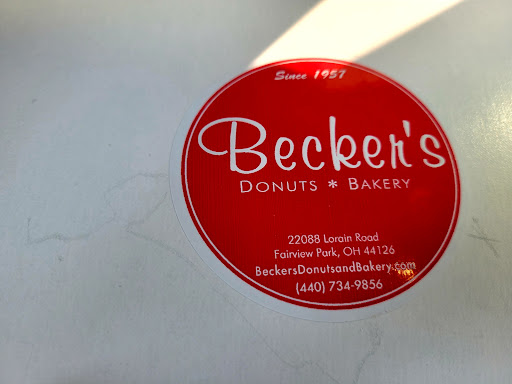 Since 1957
Becker's
DONUTS * BAKERY
22088 Lorain Road
Fairview Park, OH 44126
BeckersDonutsandBakery.com
(440) 734-9856